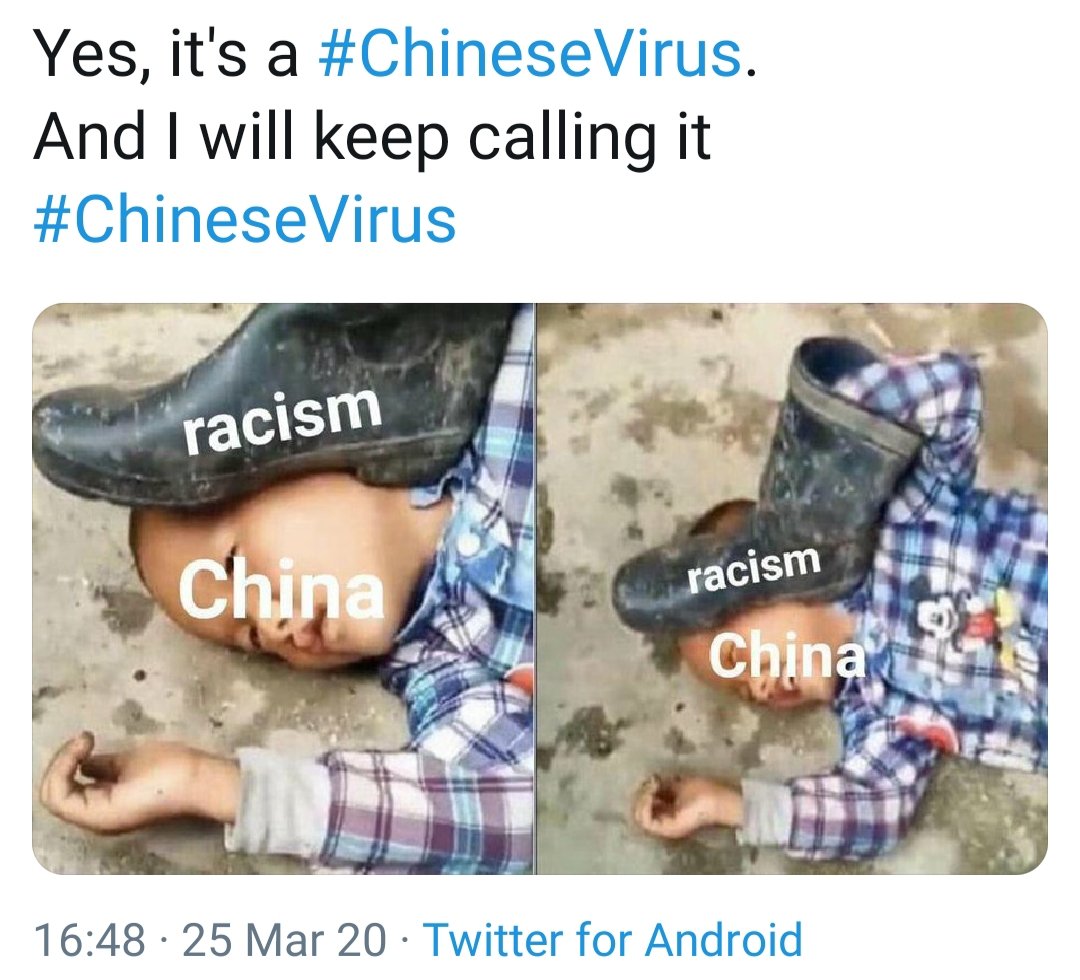 Yes, it's a #ChineseVirus.
And I will keep calling it
#ChineseVirus
racism
China
racism
China
16:48 · 25 Mar 20 · Twitter for Android